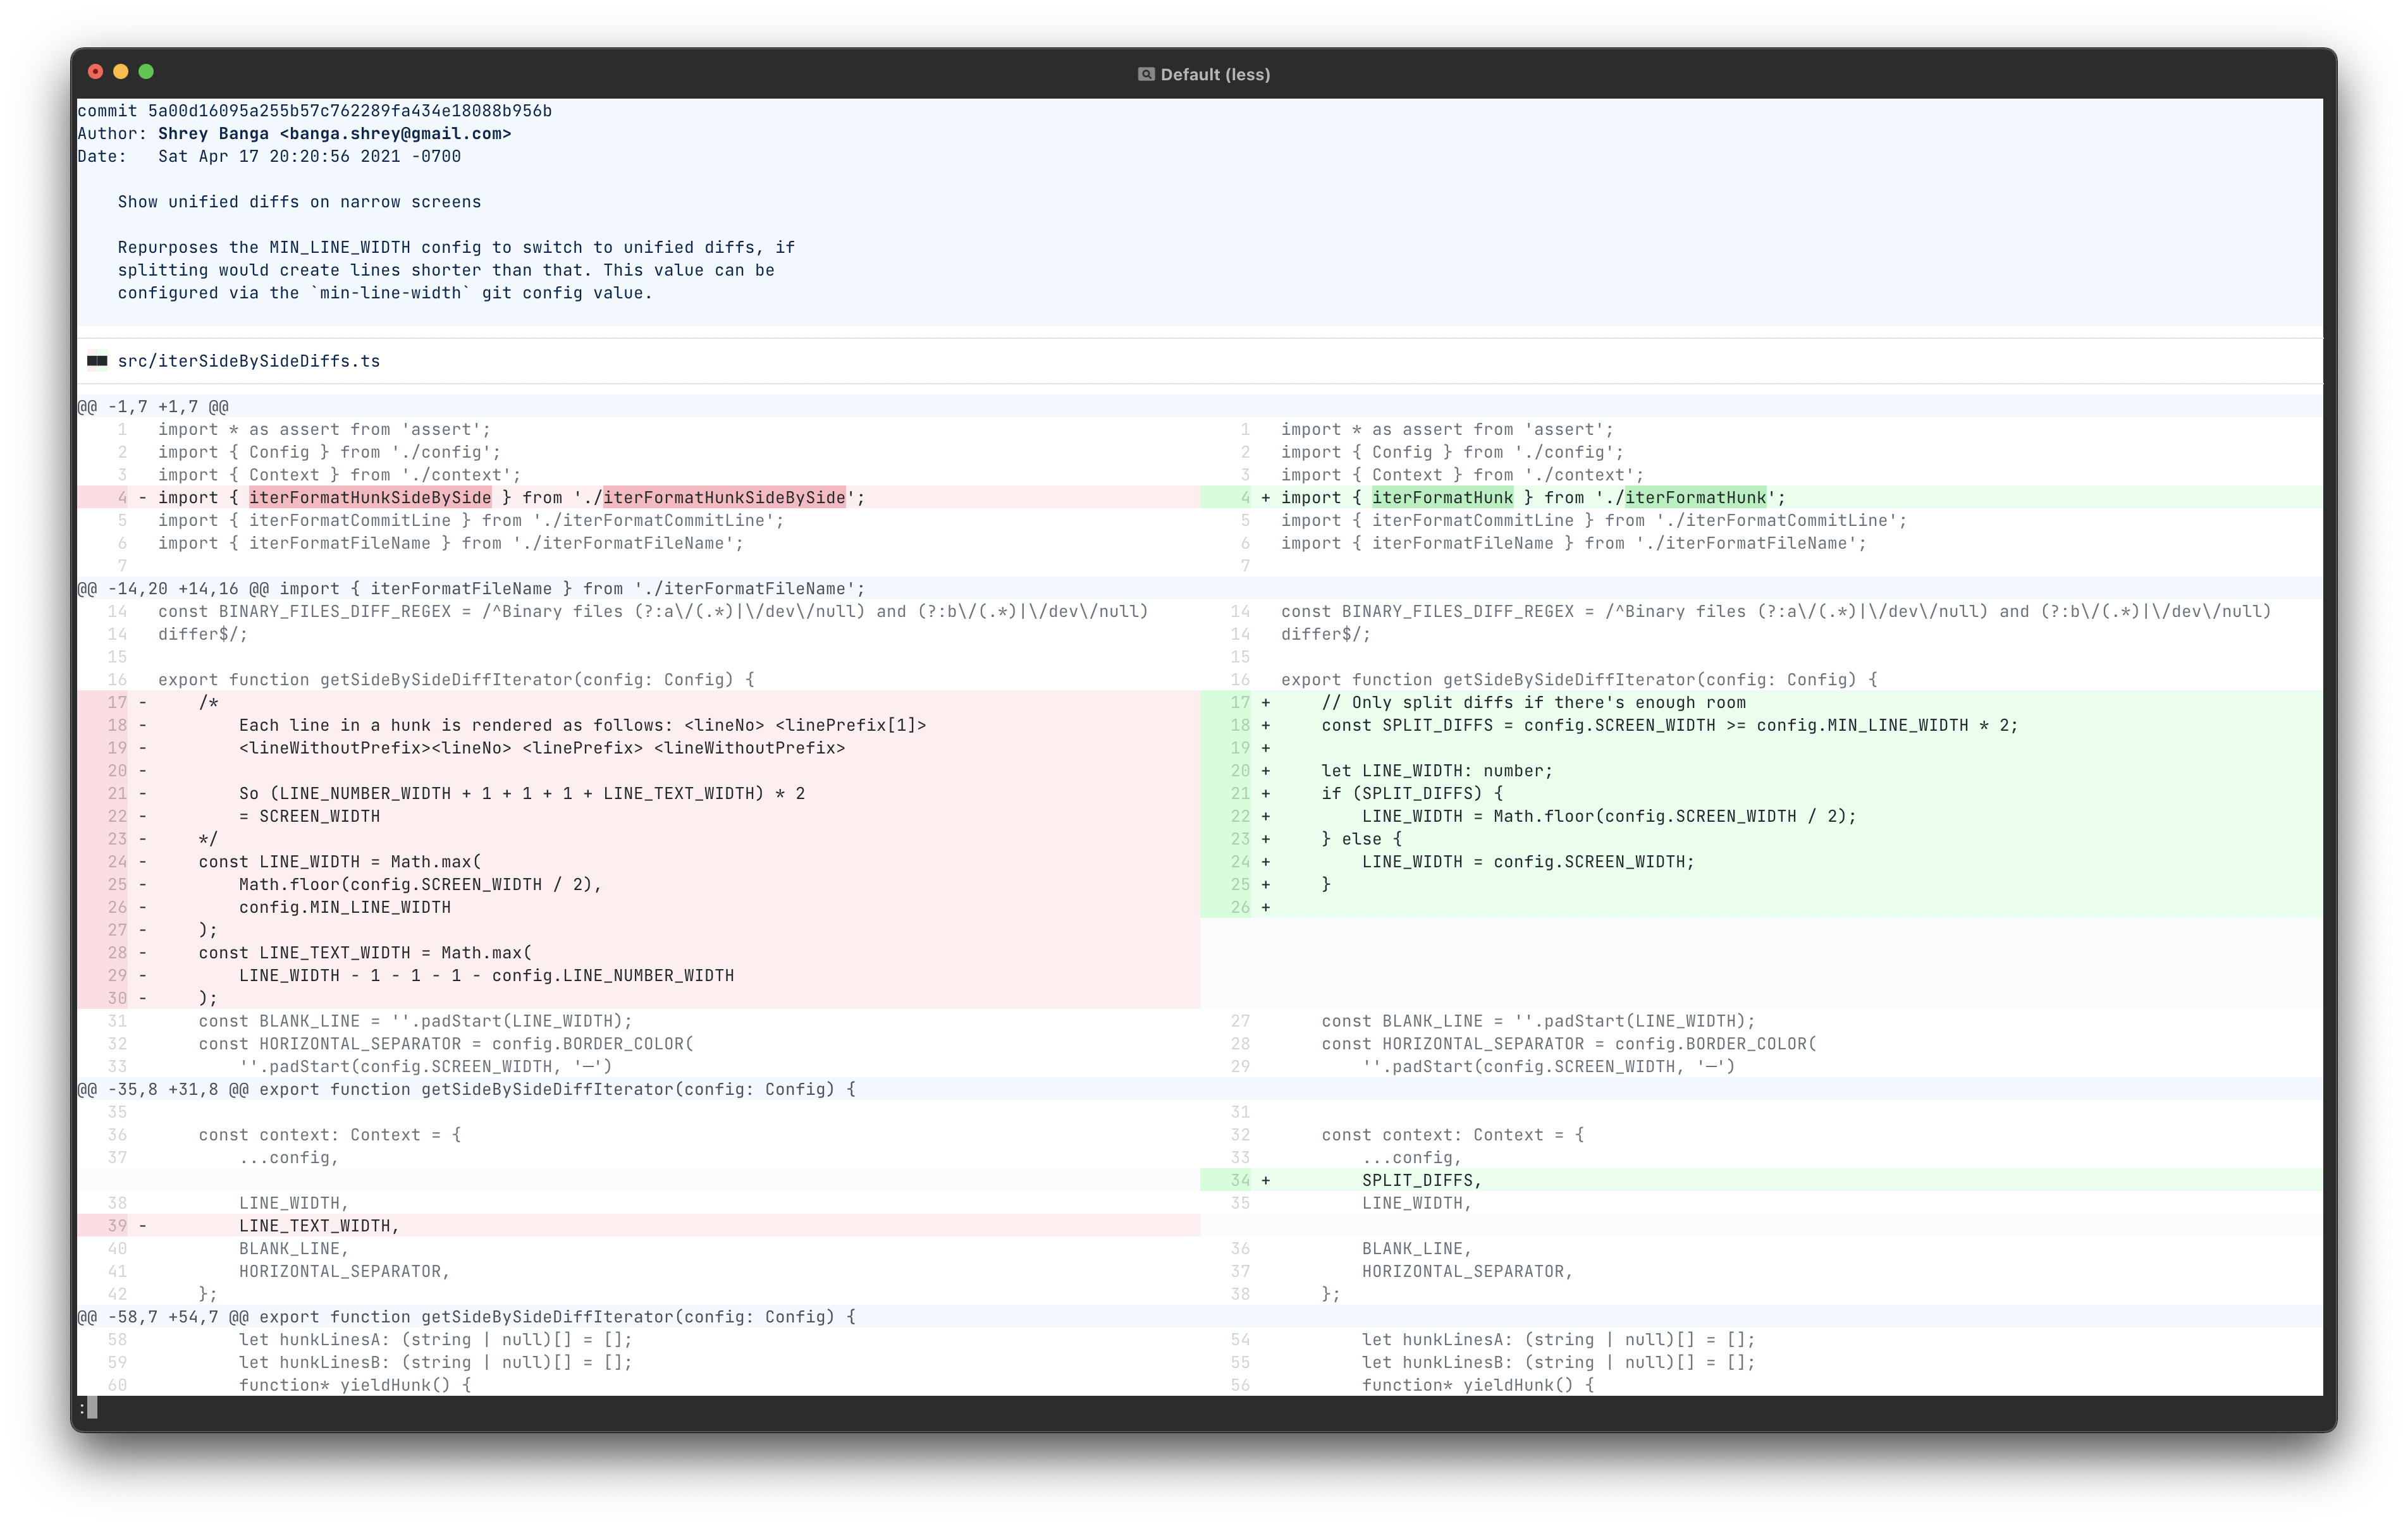 Default (less)
commit 5a00d16095a255b57c762289fa434e18088b956b
Author: Shrey Banga <banga.shrey@gmail.com>
Date:   Sat Apr 17 20:20:56 2021 -0700
    Show unified diffs on narrow screens
    Repurposes the MIN_LINE_WIDTH config to switch to unified diffs, if
    splitting would create lines shorter than that. This value can be
    configured via the `min-line-width` git config value.
■■ src/iterSideBySideDiffs.ts
@@ -1,7 +1,7 @@
1   import * as assert from 'assert';   1   import * as assert from 'assert';
2   import { Config } from './config';   2   import { Config } from './config';
3   import { Context } from './context';   3   import { Context } from './context';
4 - import { iterFormatHunkSideBySide } from './iterFormatHunkSideBySide';   4 + import { iterFormatHunk } from './iterFormatHunk';
5   import { iterFormatCommitLine } from './iterFormatCommitLine';   5   import { iterFormatCommitLine } from './iterFormatCommitLine';
6   import { iterFormatFileName } from './iterFormatFileName';   6   import { iterFormatFileName } from './iterFormatFileName';
7   7
@@ -14,20 +14,16 @@ import { iterFormatFileName } from './iterFormatFileName';
14   const BINARY_FILES_DIFF_REGEX = /^Binary files (?:a\/(.*)|\/dev\/null) and (?:b\/(.*)|\/dev\/null)   14   const BINARY_FILES_DIFF_REGEX = /^Binary files (?:a\/(.*)|\/dev\/null) and (?:b\/(.*)|\/dev\/null)
14   differ$/;   14   differ$/;
15   15
16   export function getSideBySideDiffIterator(config: Config) {   16   export function getSideBySideDiffIterator(config: Config) {
17 -     /*   17 +     // Only split diffs if there's enough room
18 -         Each line in a hunk is rendered as follows: <lineNo> <linePrefix[1]>   18 +     const SPLIT_DIFFS = config.SCREEN_WIDTH >= config.MIN_LINE_WIDTH * 2;
19 -         <lineWithoutPrefix><lineNo> <linePrefix> <lineWithoutPrefix>   19 +
20 -   20 +     let LINE_WIDTH: number;
21 -         So (LINE_NUMBER_WIDTH + 1 + 1 + 1 + LINE_TEXT_WIDTH) * 2   21 +     if (SPLIT_DIFFS) {
22 -         = SCREEN_WIDTH   22 +         LINE_WIDTH = Math.floor(config.SCREEN_WIDTH / 2);
23 -     */   23 +     } else {
24 -     const LINE_WIDTH = Math.max(   24 +         LINE_WIDTH = config.SCREEN_WIDTH;
25 -         Math.floor(config.SCREEN_WIDTH / 2),   25 +     }
26 -         config.MIN_LINE_WIDTH   26 +
27 -     );
28 -     const LINE_TEXT_WIDTH = Math.max(
29 -         LINE_WIDTH - 1 - 1 - 1 - config.LINE_NUMBER_WIDTH
30 -     );
31       const BLANK_LINE = ''.padStart(LINE_WIDTH);   27       const BLANK_LINE = ''.padStart(LINE_WIDTH);
32       const HORIZONTAL_SEPARATOR = config.BORDER_COLOR(   28       const HORIZONTAL_SEPARATOR = config.BORDER_COLOR(
33           ''.padStart(config.SCREEN_WIDTH, '—')   29           ''.padStart(config.SCREEN_WIDTH, '—')
@@ -35,8 +31,8 @@ export function getSideBySideDiffIterator(config: Config) {
35   31
36       const context: Context = {   32       const context: Context = {
37           ...config,   33           ...config,
34 +         SPLIT_DIFFS,
38           LINE_WIDTH,   35           LINE_WIDTH,
39 -         LINE_TEXT_WIDTH,
40           BLANK_LINE,   36           BLANK_LINE,
41           HORIZONTAL_SEPARATOR,   37           HORIZONTAL_SEPARATOR,
42       };   38       };
@@ -58,7 +54,7 @@ export function getSideBySideDiffIterator(config: Config) {
58           let hunkLinesA: (string | null)[] = [];   54           let hunkLinesA: (string | null)[] = [];
59           let hunkLinesB: (string | null)[] = [];   55           let hunkLinesB: (string | null)[] = [];
60           function* yieldHunk() {   56           function* yieldHunk() {
: